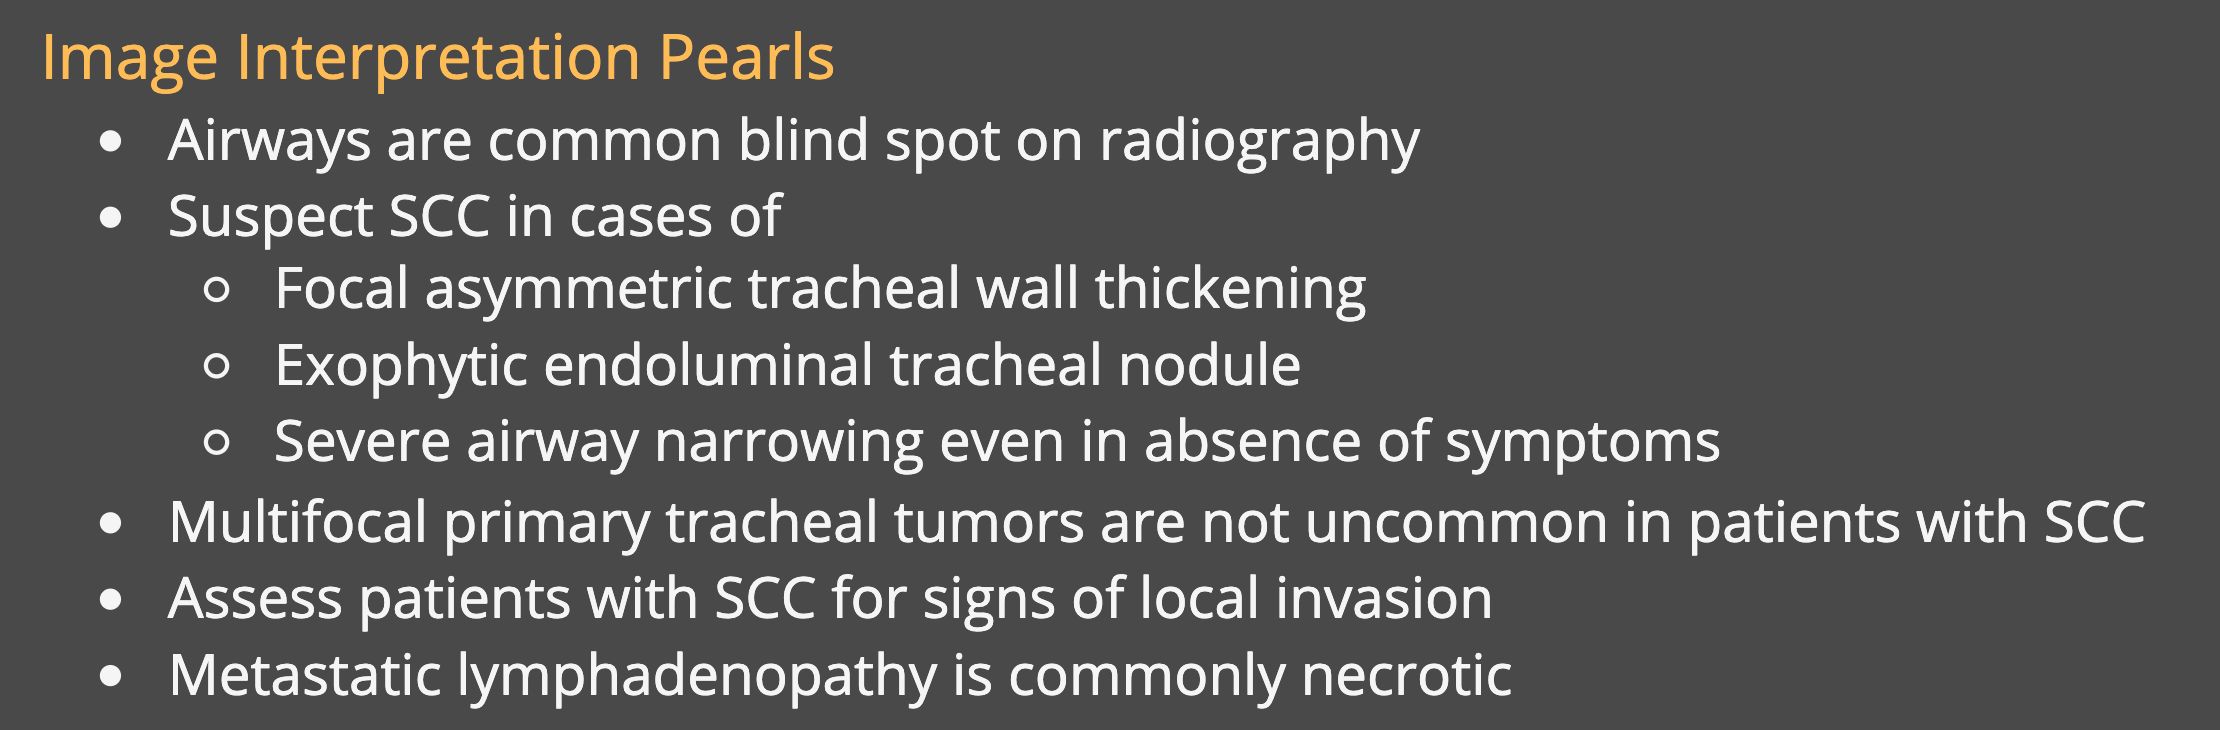 Image Interpretation Pearls
• Airways are common blind spot on radiography
• Suspect SCC in cases of
○ Focal asymmetric tracheal wall thickening
○ Exophytic endoluminal tracheal nodule
○ Severe airway narrowing even in absence of symptoms
• Multifocal primary tracheal tumors are not uncommon in patients with SCC
• Assess patients with SCC for signs of local invasion
• Metastatic lymphadenopathy is commonly necrotic